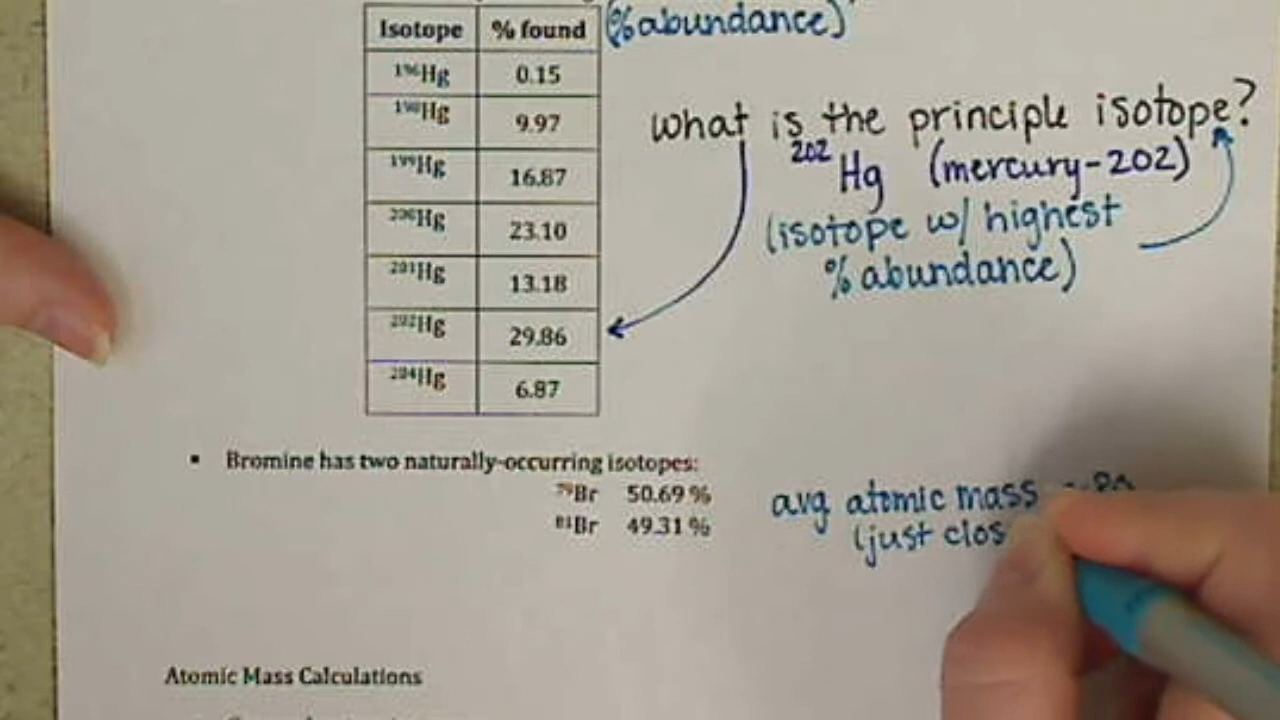 (% abundance)
Isotope % found
¹⁹⁶Hg 0.15
¹⁹⁸Hg 9.97
¹⁹⁹Hg 16.87
²⁰⁰Hg 23.10
²⁰¹Hg 13.18
²⁰²Hg 29.86
²⁰⁴Hg 6.87
what is the principle isotope?
²⁰²Hg (mercury-202)
(isotope w/ highest
% abundance)
▪ Bromine has two naturally-occurring isotopes:
⁷⁹Br 50.69 %
⁸¹Br 49.31 %
avg atomic mass
(just clos
Atomic Mass Calculations